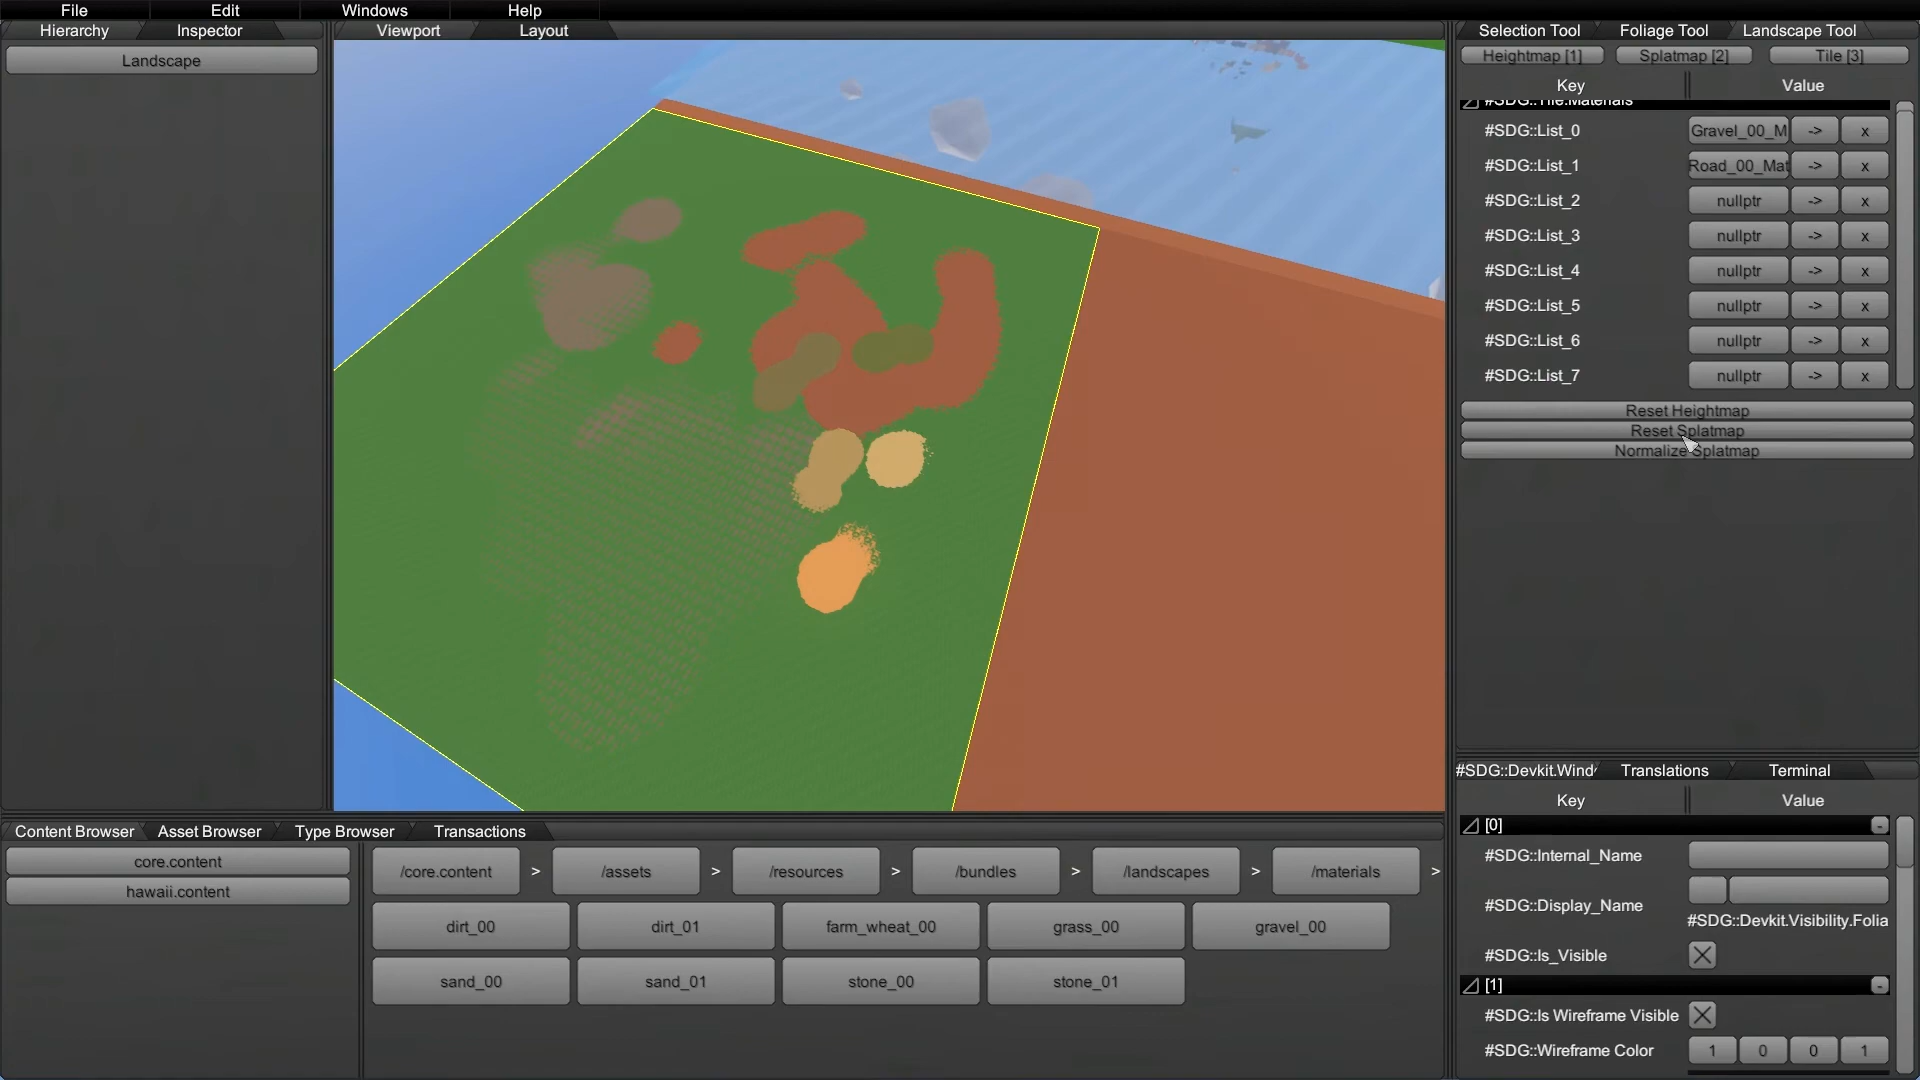 File Edit Windows Help
Hierarchy Inspector
Viewport Layout
Selection Tool Foliage Tool Landscape Tool
Landscape
Heightmap [1] Splatmap [2] Tile [3]
Key Value
#SDG::Tile.Materials
#SDG::List_0 Gravel_00_M -> x
#SDG::List_1 Road_00_Mat -> x
#SDG::List_2 nullptr -> x
#SDG::List_3 nullptr -> x
#SDG::List_4 nullptr -> x
#SDG::List_5 nullptr -> x
#SDG::List_6 nullptr -> x
#SDG::List_7 nullptr -> x
Reset Heightmap
Reset Splatmap
Normalize Splatmap
#SDG::Devkit.Wind Translations Terminal
Key Value
[0] -
#SDG::Internal_Name
#SDG::Display_Name
#SDG::Devkit.Visibility.Folia
#SDG::Is_Visible
[1] -
#SDG::Is Wireframe Visible
#SDG::Wireframe Color 1 0 0 1
Content Browser Asset Browser Type Browser Transactions
core.content
hawaii.content
/core.content > /assets > /resources > /bundles > /landscapes > /materials >
dirt_00 dirt_01 farm_wheat_00 grass_00 gravel_00
sand_00 sand_01 stone_00 stone_01